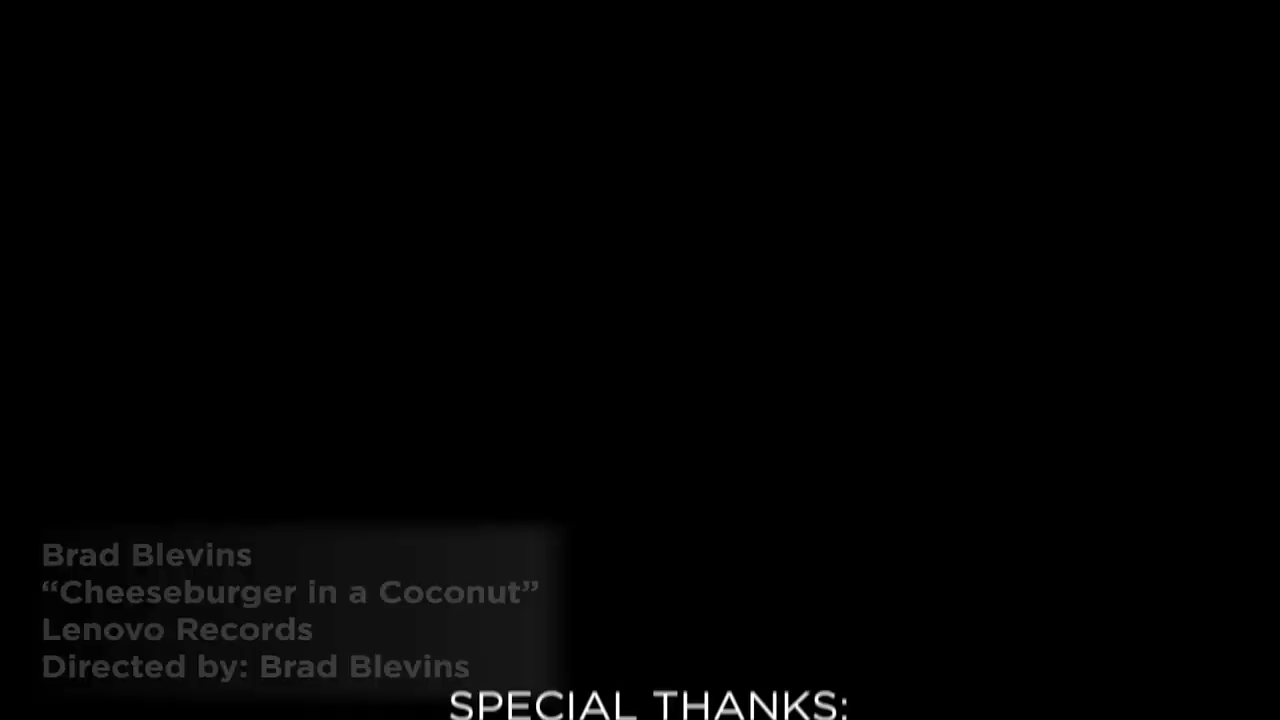 Brad Blevins
“Cheeseburger in a Coconut”
Lenovo Records
Directed by: Brad Blevins
SPECIAL THANKS: